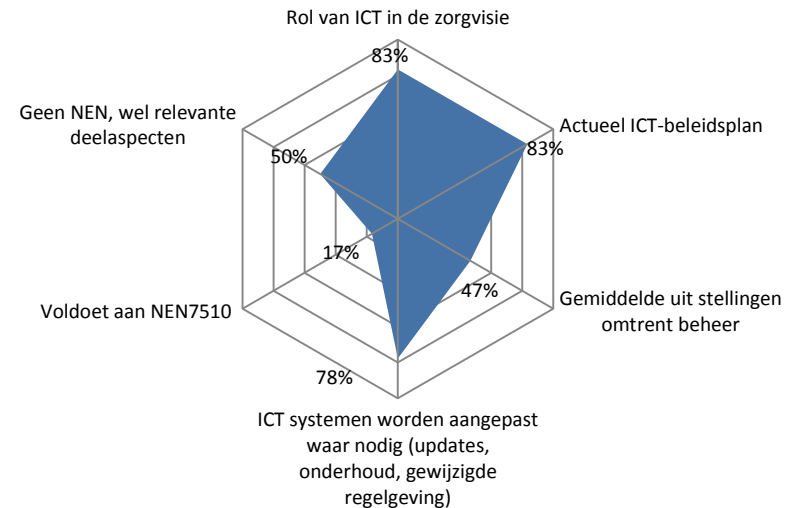 Rol van ICT in de zorgvisie
83%
Geen NEN, wel relevante
deelaspecten
50%
Actueel ICT-beleidsplan
83%
17%
Voldoet aan NEN7510
47%
Gemiddelde uit stellingen
omtrent beheer
78%
ICT systemen worden aangepast
waar nodig (updates,
onderhoud, gewijzigde
regelgeving)